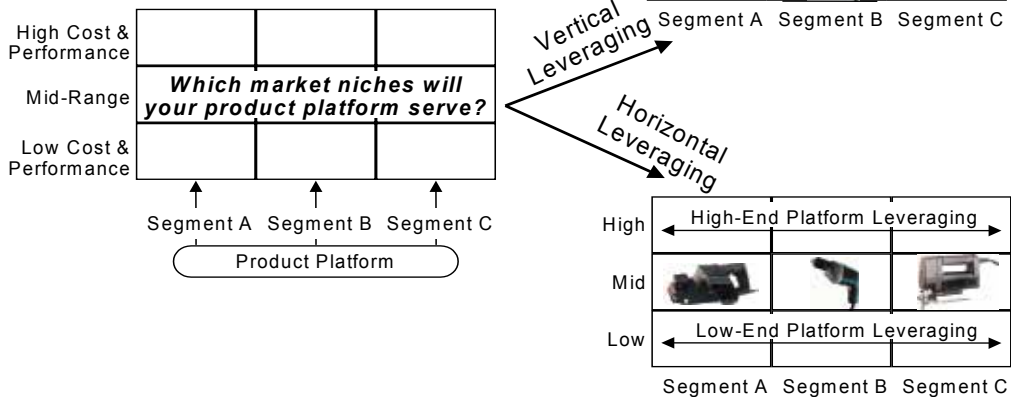 High Cost &
Performance
Mid-Range
Low Cost &
Performance
Which market niches will
your product platform serve?
Segment A Segment B Segment C
Product Platform
Vertical
Leveraging
Segment A Segment B Segment C
Horizontal
Leveraging
High
Mid
Low
High-End Platform Leveraging
Low-End Platform Leveraging
Segment A Segment B Segment C